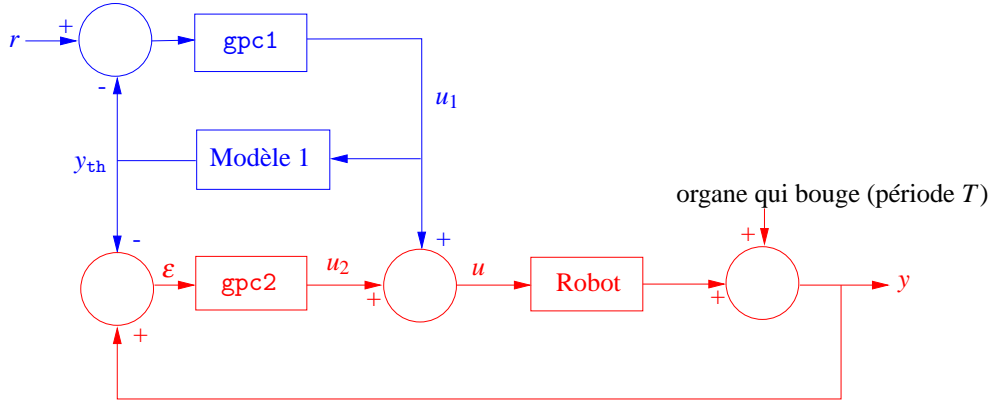 +
r
gpc1
-
u1
yth
Modèle 1
organe qui bouge (période T)
-
+
+
ε
gpc2
u2
+
u
Robot
+
y
+